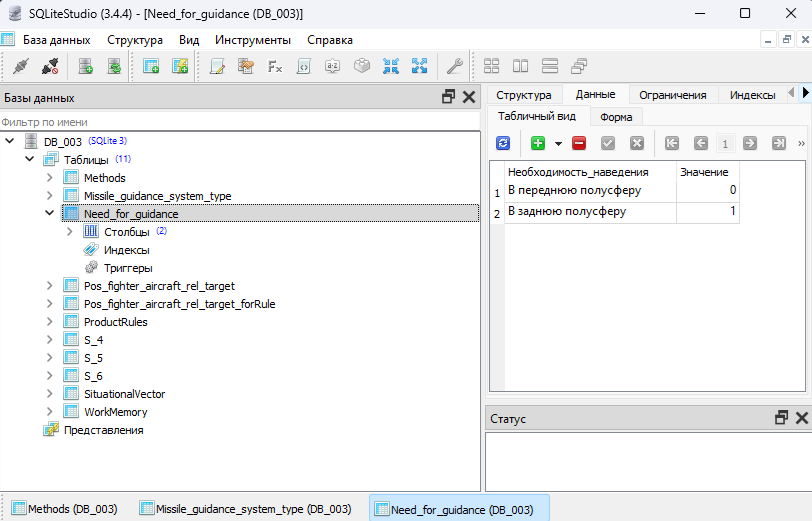 SQLiteStudio (3.4.4) - [Need_for_guidance (DB_003)]
База данных Структура Вид Инструменты Справка
Базы данных
Фильтр по имени
DB_003 (SQLite 3)
Таблицы (11)
Methods
Missile_guidance_system_type
Need_for_guidance
Столбцы (2)
Индексы
Триггеры
Pos_fighter_aircraft_rel_target
Pos_fighter_aircraft_rel_target_forRule
ProductRules
S_4
S_5
S_6
SituationalVector
WorkMemory
Представления
Структура Данные Ограничения Индексы
Табличный вид Форма
1
Необходимость_наведения Значение
1 В переднюю полусферу 0
2 В заднюю полусферу 1
Статус
Methods (DB_003) Missile_guidance_system_type (DB_003) Need_for_guidance (DB_003)